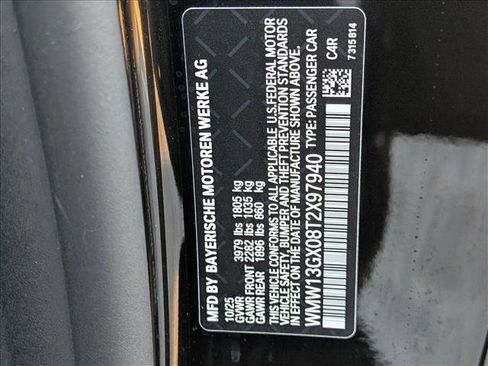 MFD BY BAYERISCHE MOTOREN WERKE AG
10/25
GVWR 3979 lbs 1805 kg
GAWR FRONT 2282 lbs 1035 kg
GAWR REAR 1896 lbs 860 kg
THIS VEHICLE CONFORMS TO ALL APPLICABLE U.S. FEDERAL MOTOR
VEHICLE SAFETY, BUMPER, AND THEFT PREVENTION STANDARDS
IN EFFECT ON THE DATE OF MANUFACTURE SHOWN ABOVE.
WMW13GX08T2X97940 TYPE: PASSENGER CAR
C4R
7315814